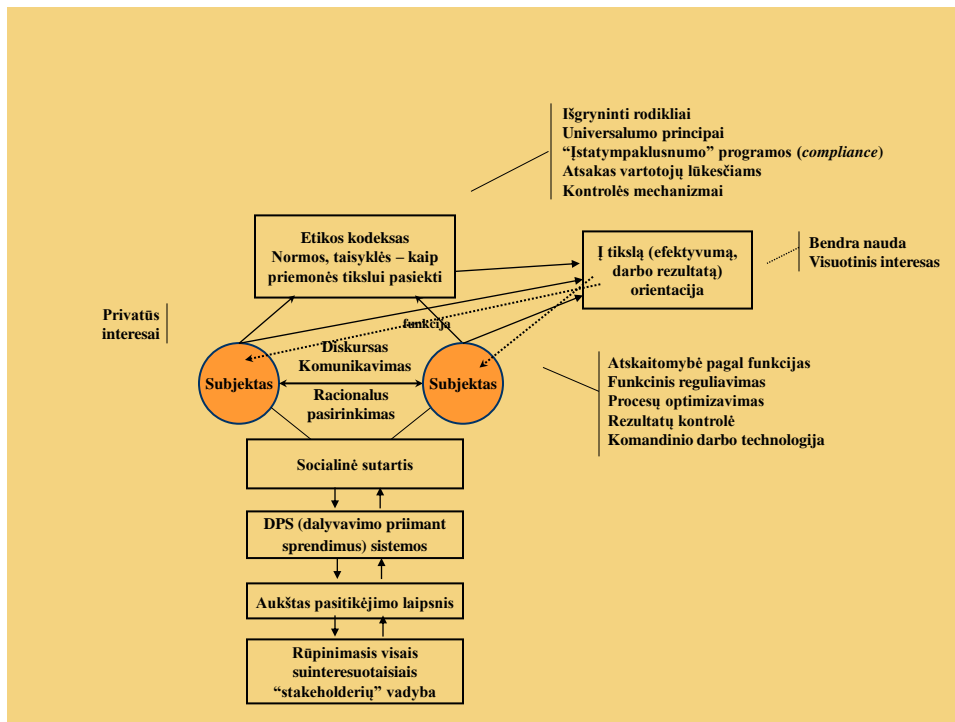 Išgryninti rodikliai
Universalumo principai
“Įstatympaklusnumo” programos (compliance)
Atsakas vartotojų lūkesčiams
Kontrolės mechanizmai
Etikos kodeksas
Normos, taisyklės – kaip
priemonės tikslui pasiekti
Į tikslą (efektyvumą,
darbo rezultatą)
orientacija
Bendra nauda
Visuotinis interesas
Privatūs
interesai
funkcija
Diskursas
Komunikavimas
Subjektas
Subjektas
Racionalus
pasirinkimas
Atskaitomybė pagal funkcijas
Funkcinis reguliavimas
Procesų optimizavimas
Rezultatų kontrolė
Komandinio darbo technologija
Socialinė sutartis
DPS (dalyvavimo priimant
sprendimus) sistemos
Aukštas pasitikėjimo laipsnis
Rūpinimasis visais
suinteresuotaisiais
“stakeholderių” vadyba